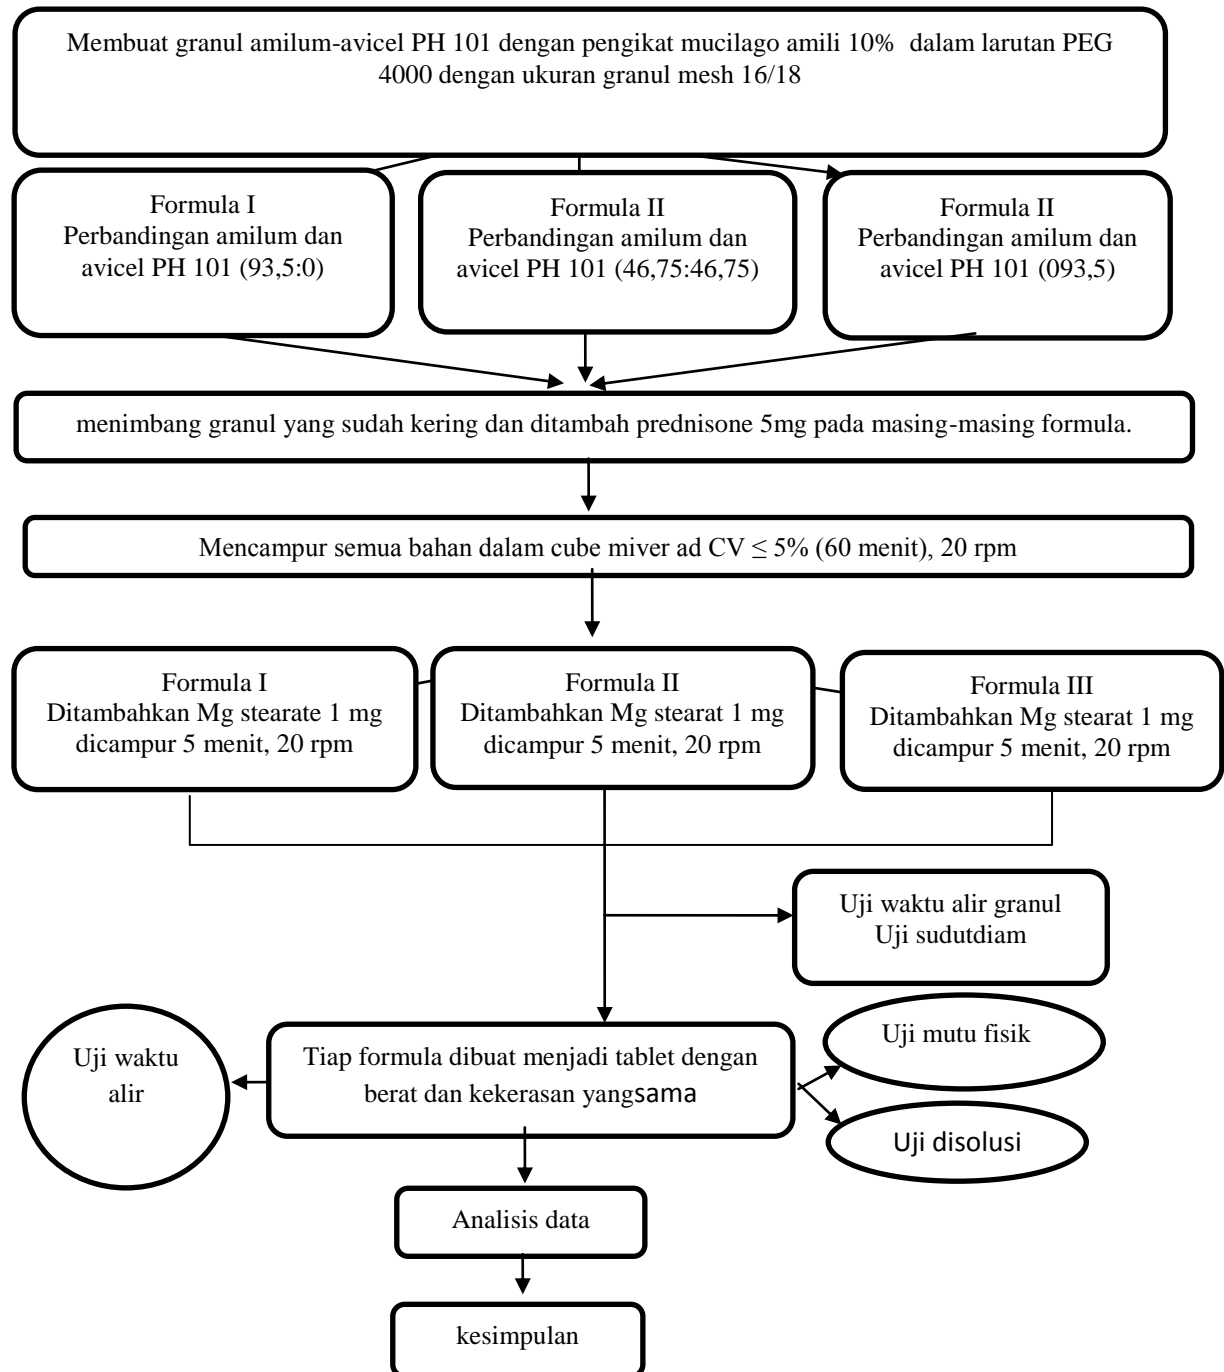 Membuat granul amilum-avicel PH 101 dengan pengikat mucilago amili 10% dalam larutan PEG
4000 dengan ukuran granul mesh 16/18
Formula I
Perbandingan amilum dan
avicel PH 101 (93,5:0)
Formula II
Perbandingan amilum dan
avicel PH 101 (46,75:46,75)
Formula II
Perbandingan amilum dan
avicel PH 101 (093,5)
menimbang granul yang sudah kering dan ditambah prednisone 5mg pada masing-masing formula.
Mencampur semua bahan dalam cube miver ad CV ≤ 5% (60 menit), 20 rpm
Formula I
Ditambahkan Mg stearate 1 mg
dicampur 5 menit, 20 rpm
Formula II
Ditambahkan Mg stearat 1 mg
dicampur 5 menit, 20 rpm
Formula III
Ditambahkan Mg stearat 1 mg
dicampur 5 menit, 20 rpm
Uji waktu alir granul
Uji sudutdiam
Uji waktu
alir
Tiap formula dibuat menjadi tablet dengan
berat dan kekerasan yangsama
Uji mutu fisik
Uji disolusi
Analisis data
kesimpulan